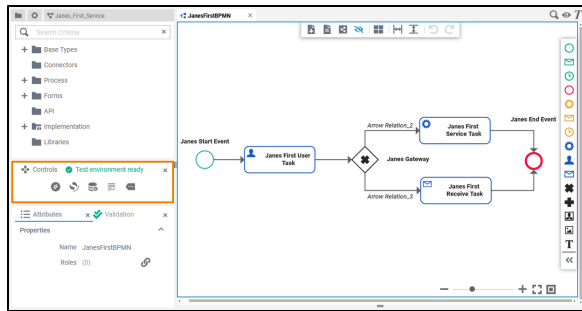 Janes_First_Service
JanesFirstBPMN ×
T
Search Criteria ×
+ Base Types
Connectors
+ Process
+ Forms
API
+ Implementation
Libraries
Controls Test environment ready ×
Attributes × Validation ×
Properties
Name JanesFirstBPMN
Roles (0)
Janes Start Event
Janes First User
Task
Arrow Relation_2
Janes First
Service Task
Janes End Event
Janes Gateway
Arrow Relation_3
Janes First
Receive Task
T